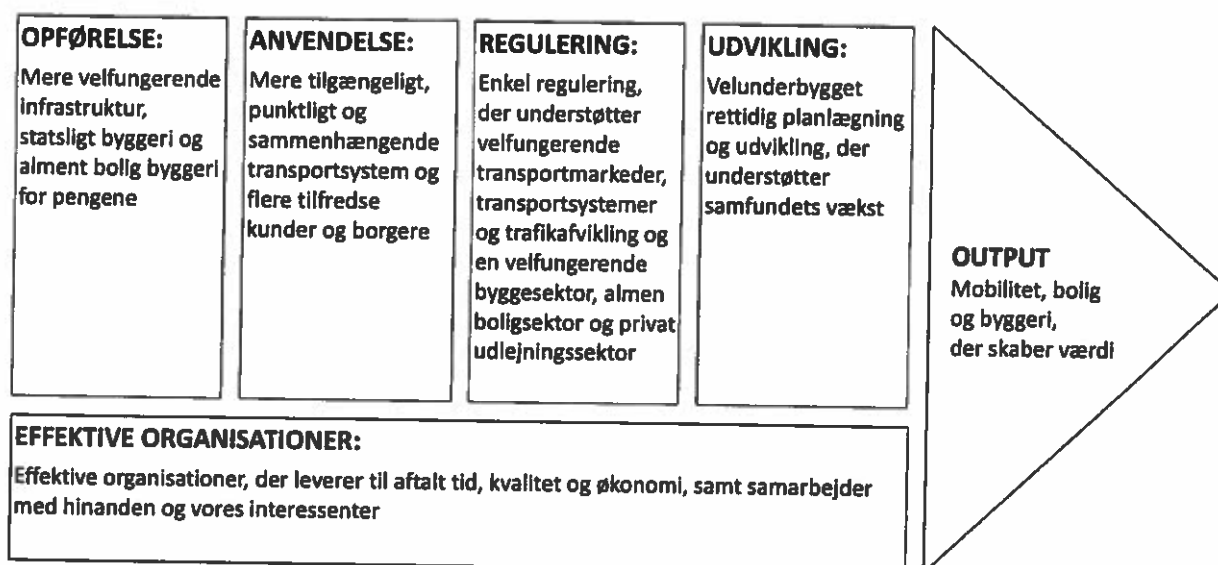 OPFØRELSE:
Mere velfungerende
infrastruktur,
statsligt byggeri og
alment bolig byggeri
for pengene
ANVENDELSE:
Mere tilgængeligt,
punktligt og
sammenhængende
transportsystem og
flere tilfredse
kunder og borgere
REGULERING:
Enkel regulering,
der understøtter
velfungerende
transportmarkeder,
transportsystemer
og trafikafvikling og
en velfungerende
byggesektor, almen
boligsektor og privat
udlejningssektor
UDVIKLING:
Velunderbygget
rettidig planlægning
og udvikling, der
understøtter
samfundets vækst
OUTPUT
Mobilitet, bolig
og byggeri,
der skaber værdi
EFFEKTIVE ORGANISATIONER:
Effektive organisationer, der leverer til aftalt tid, kvalitet og økonomi, samt samarbejder
med hinanden og vores interessenter